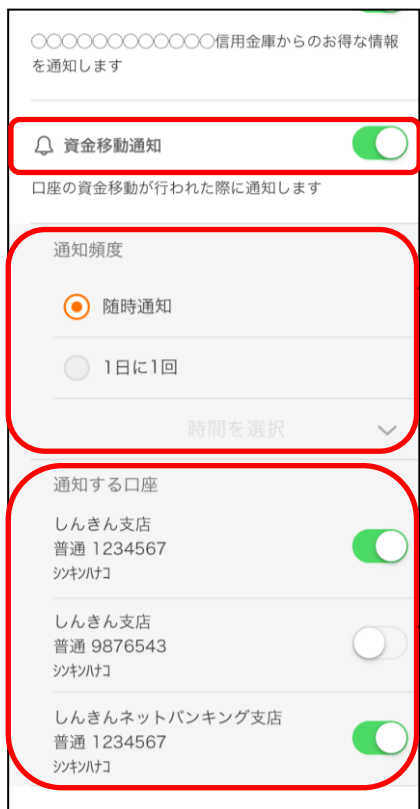 ○○○○○○○○○○○○信用金庫からのお得な情報
を通知します
資金移動通知
口座の資金移動が行われた際に通知します
通知頻度
随時通知
1日に1回
時間を選択
通知する口座
しんきん支店
普通 1234567
ｼﾝｷﾝﾊﾅｺ
しんきん支店
普通 9876543
ｼﾝｷﾝﾊﾅｺ
しんきんネットバンキング支店
普通 1234567
ｼﾝｷﾝﾊﾅｺ